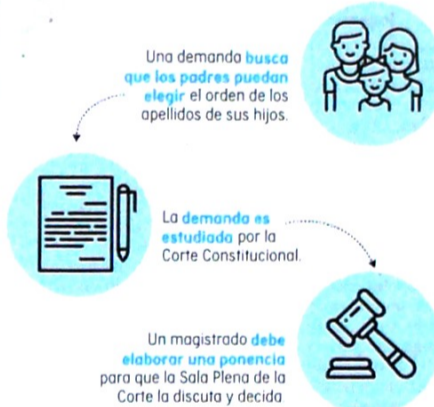 Una demanda busca
que los padres puedan
elegir el orden de los
apellidos de sus hijos.
La demanda es
estudiada por la
Corte Constitucional.
Un magistrado debe
elaborar una ponencia
para que la Sala Plena de la
Corte la discuta y decida